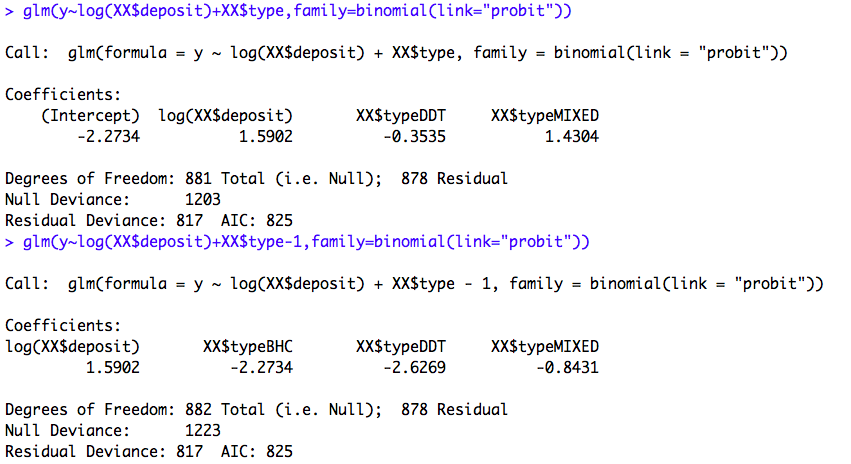 > glm(y~log(XX$deposit)+XX$type,family=binomial(link="probit"))
Call:  glm(formula = y ~ log(XX$deposit) + XX$type, family = binomial(link = "probit"))
Coefficients:
    (Intercept)  log(XX$deposit)       XX$typeDDT     XX$typeMIXED
        -2.2734           1.5902          -0.3535           1.4304
Degrees of Freedom: 881 Total (i.e. Null);  878 Residual
Null Deviance:      1203
Residual Deviance: 817  AIC: 825
> glm(y~log(XX$deposit)+XX$type-1,family=binomial(link="probit"))
Call:  glm(formula = y ~ log(XX$deposit) + XX$type - 1, family = binomial(link = "probit"))
Coefficients:
log(XX$deposit)       XX$typeBHC       XX$typeDDT     XX$typeMIXED
         1.5902          -2.2734          -2.6269          -0.8431
Degrees of Freedom: 882 Total (i.e. Null);  878 Residual
Null Deviance:      1223
Residual Deviance: 817  AIC: 825